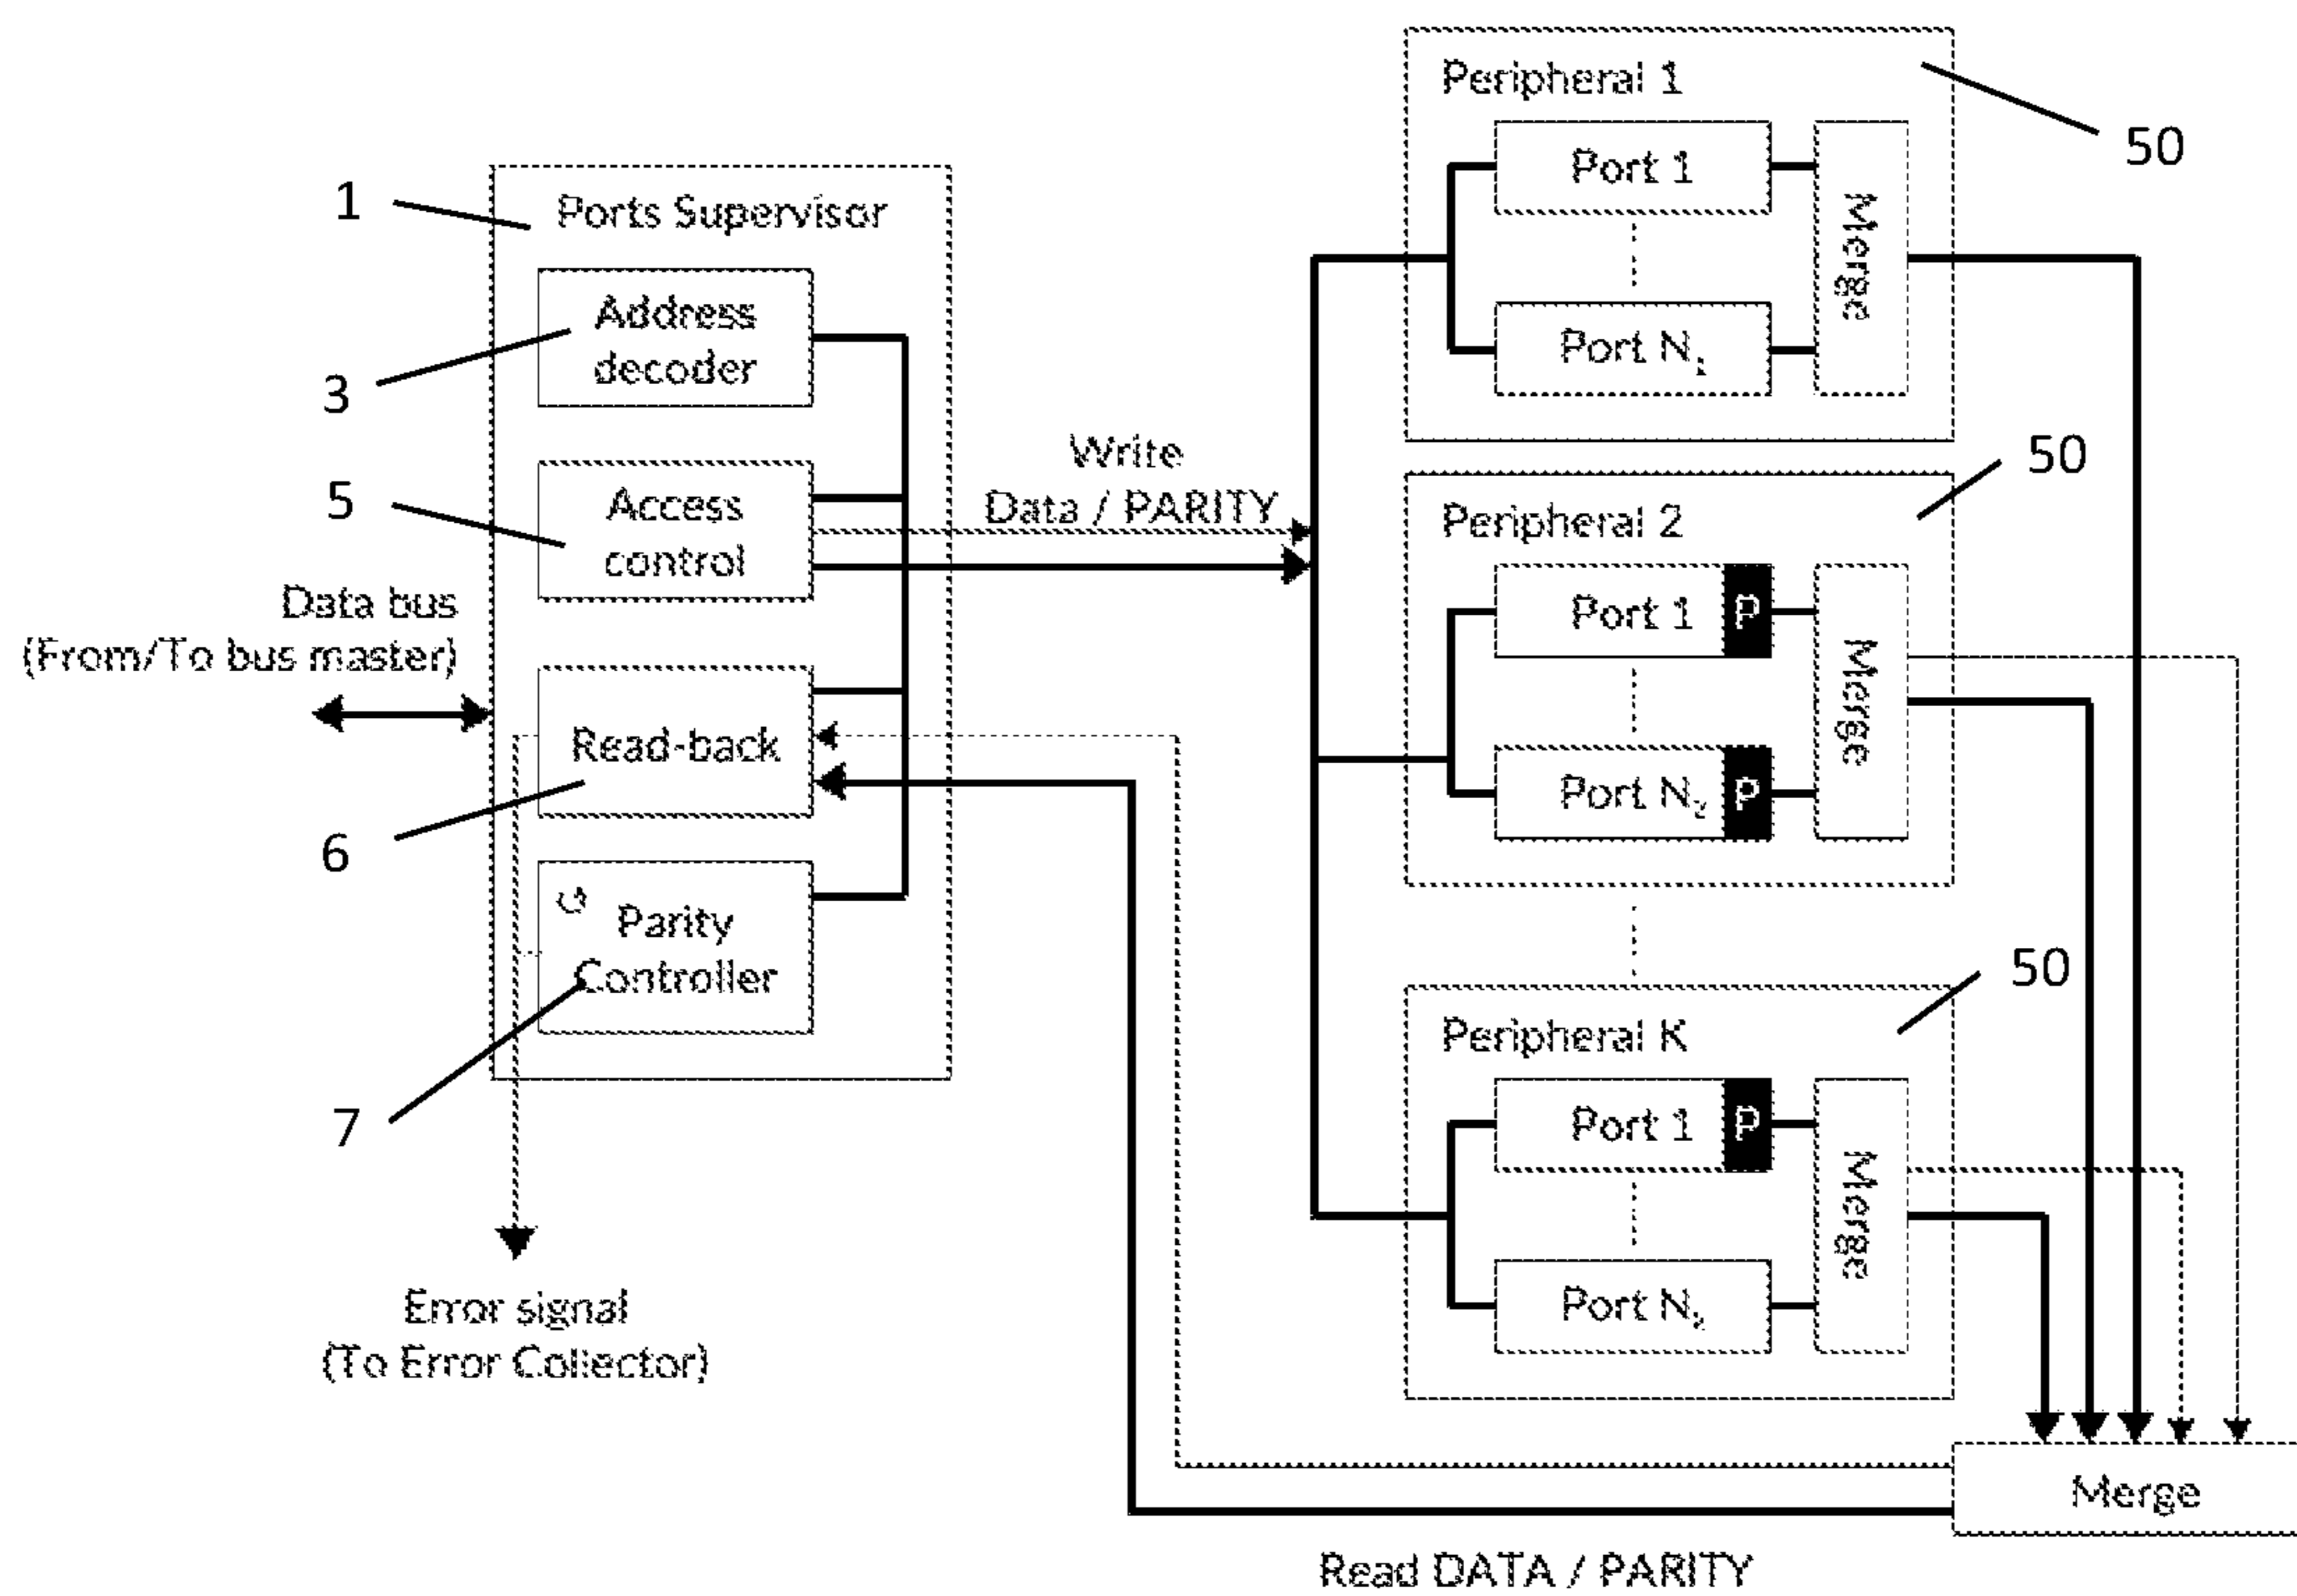 1
Ports Supervisor
Address
decoder
3
Access
control
5
Data bus
(From/To bus master)
Read-back
6
Parity
Controller
7
Error signal
(To Error Collector)
Write
Data / PARITY
Peripheral 1
50
Port 1
Port N₁
Merge
Peripheral 2
50
Port 1
P
Port N₂
P
Merge
Peripheral K
50
Port 1
P
Port Nₖ
Merge
Merge
Read DATA / PARITY